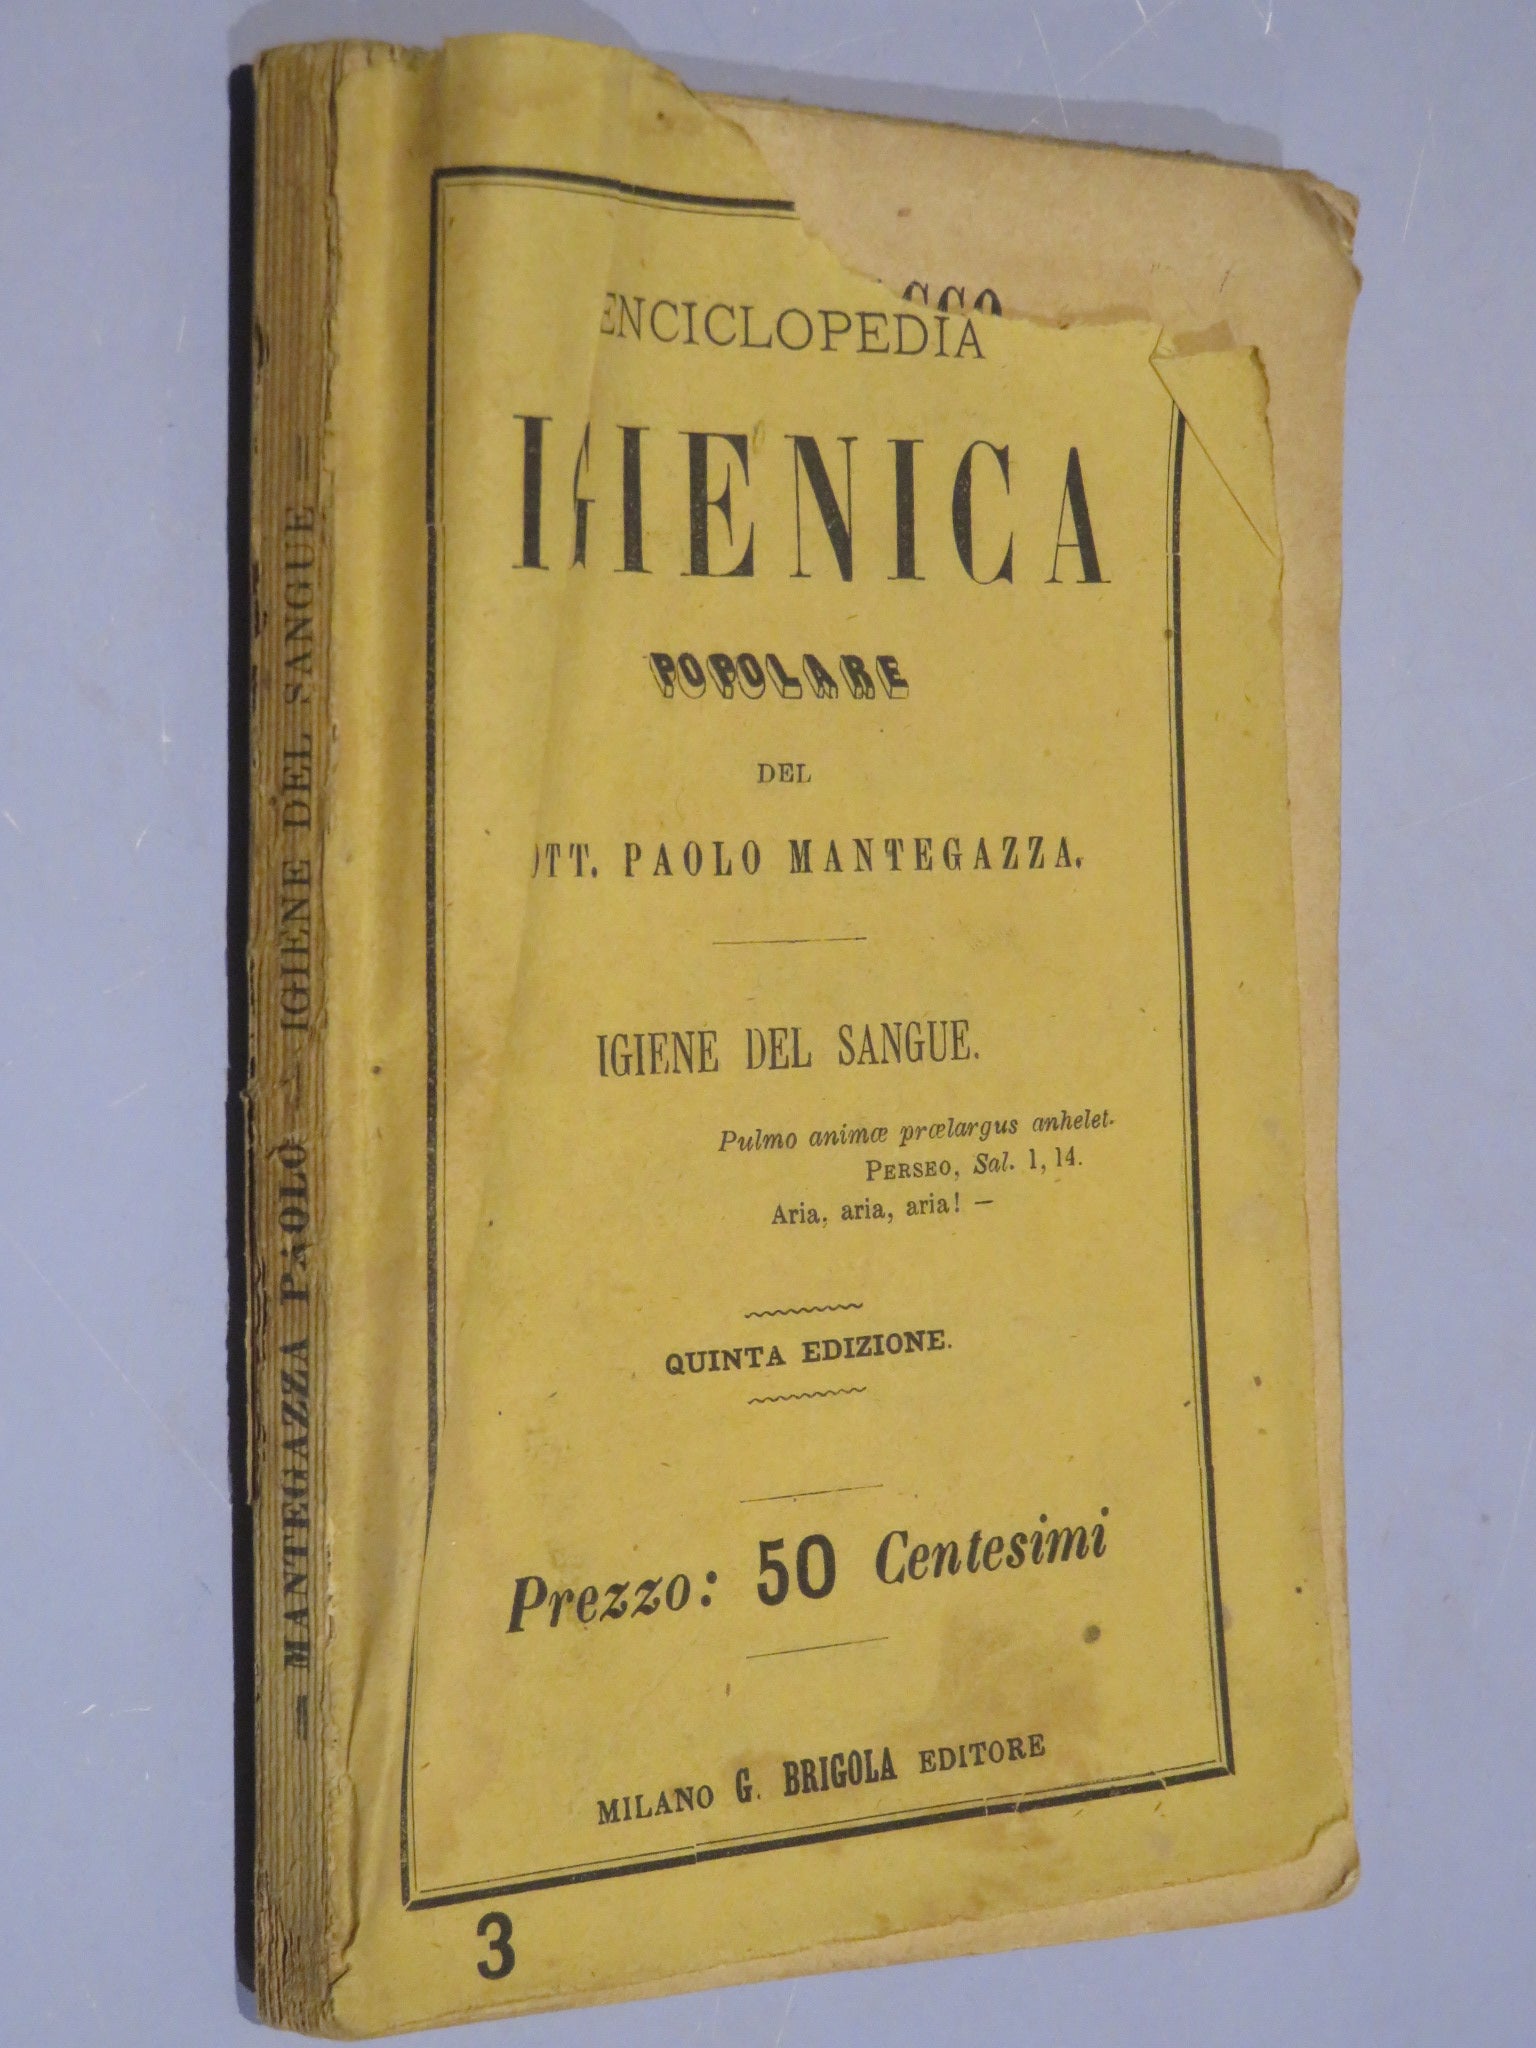 ENCICLOPEDIA
IGIENICA
POPOLARE
DEL
OTT. PAOLO MANTEGAZZA.
IGIENE DEL SANGUE.
Pulmo animæ prœlargus anhelet.
PERSEO, Sal. 1, 14.
Aria, aria, aria! —
QUINTA EDIZIONE.
Prezzo: 50 Centesimi
MILANO G. BRIGOLA EDITORE
3
= MANTEGAZZA PAOLO — IGIENE DEL SANGUE =